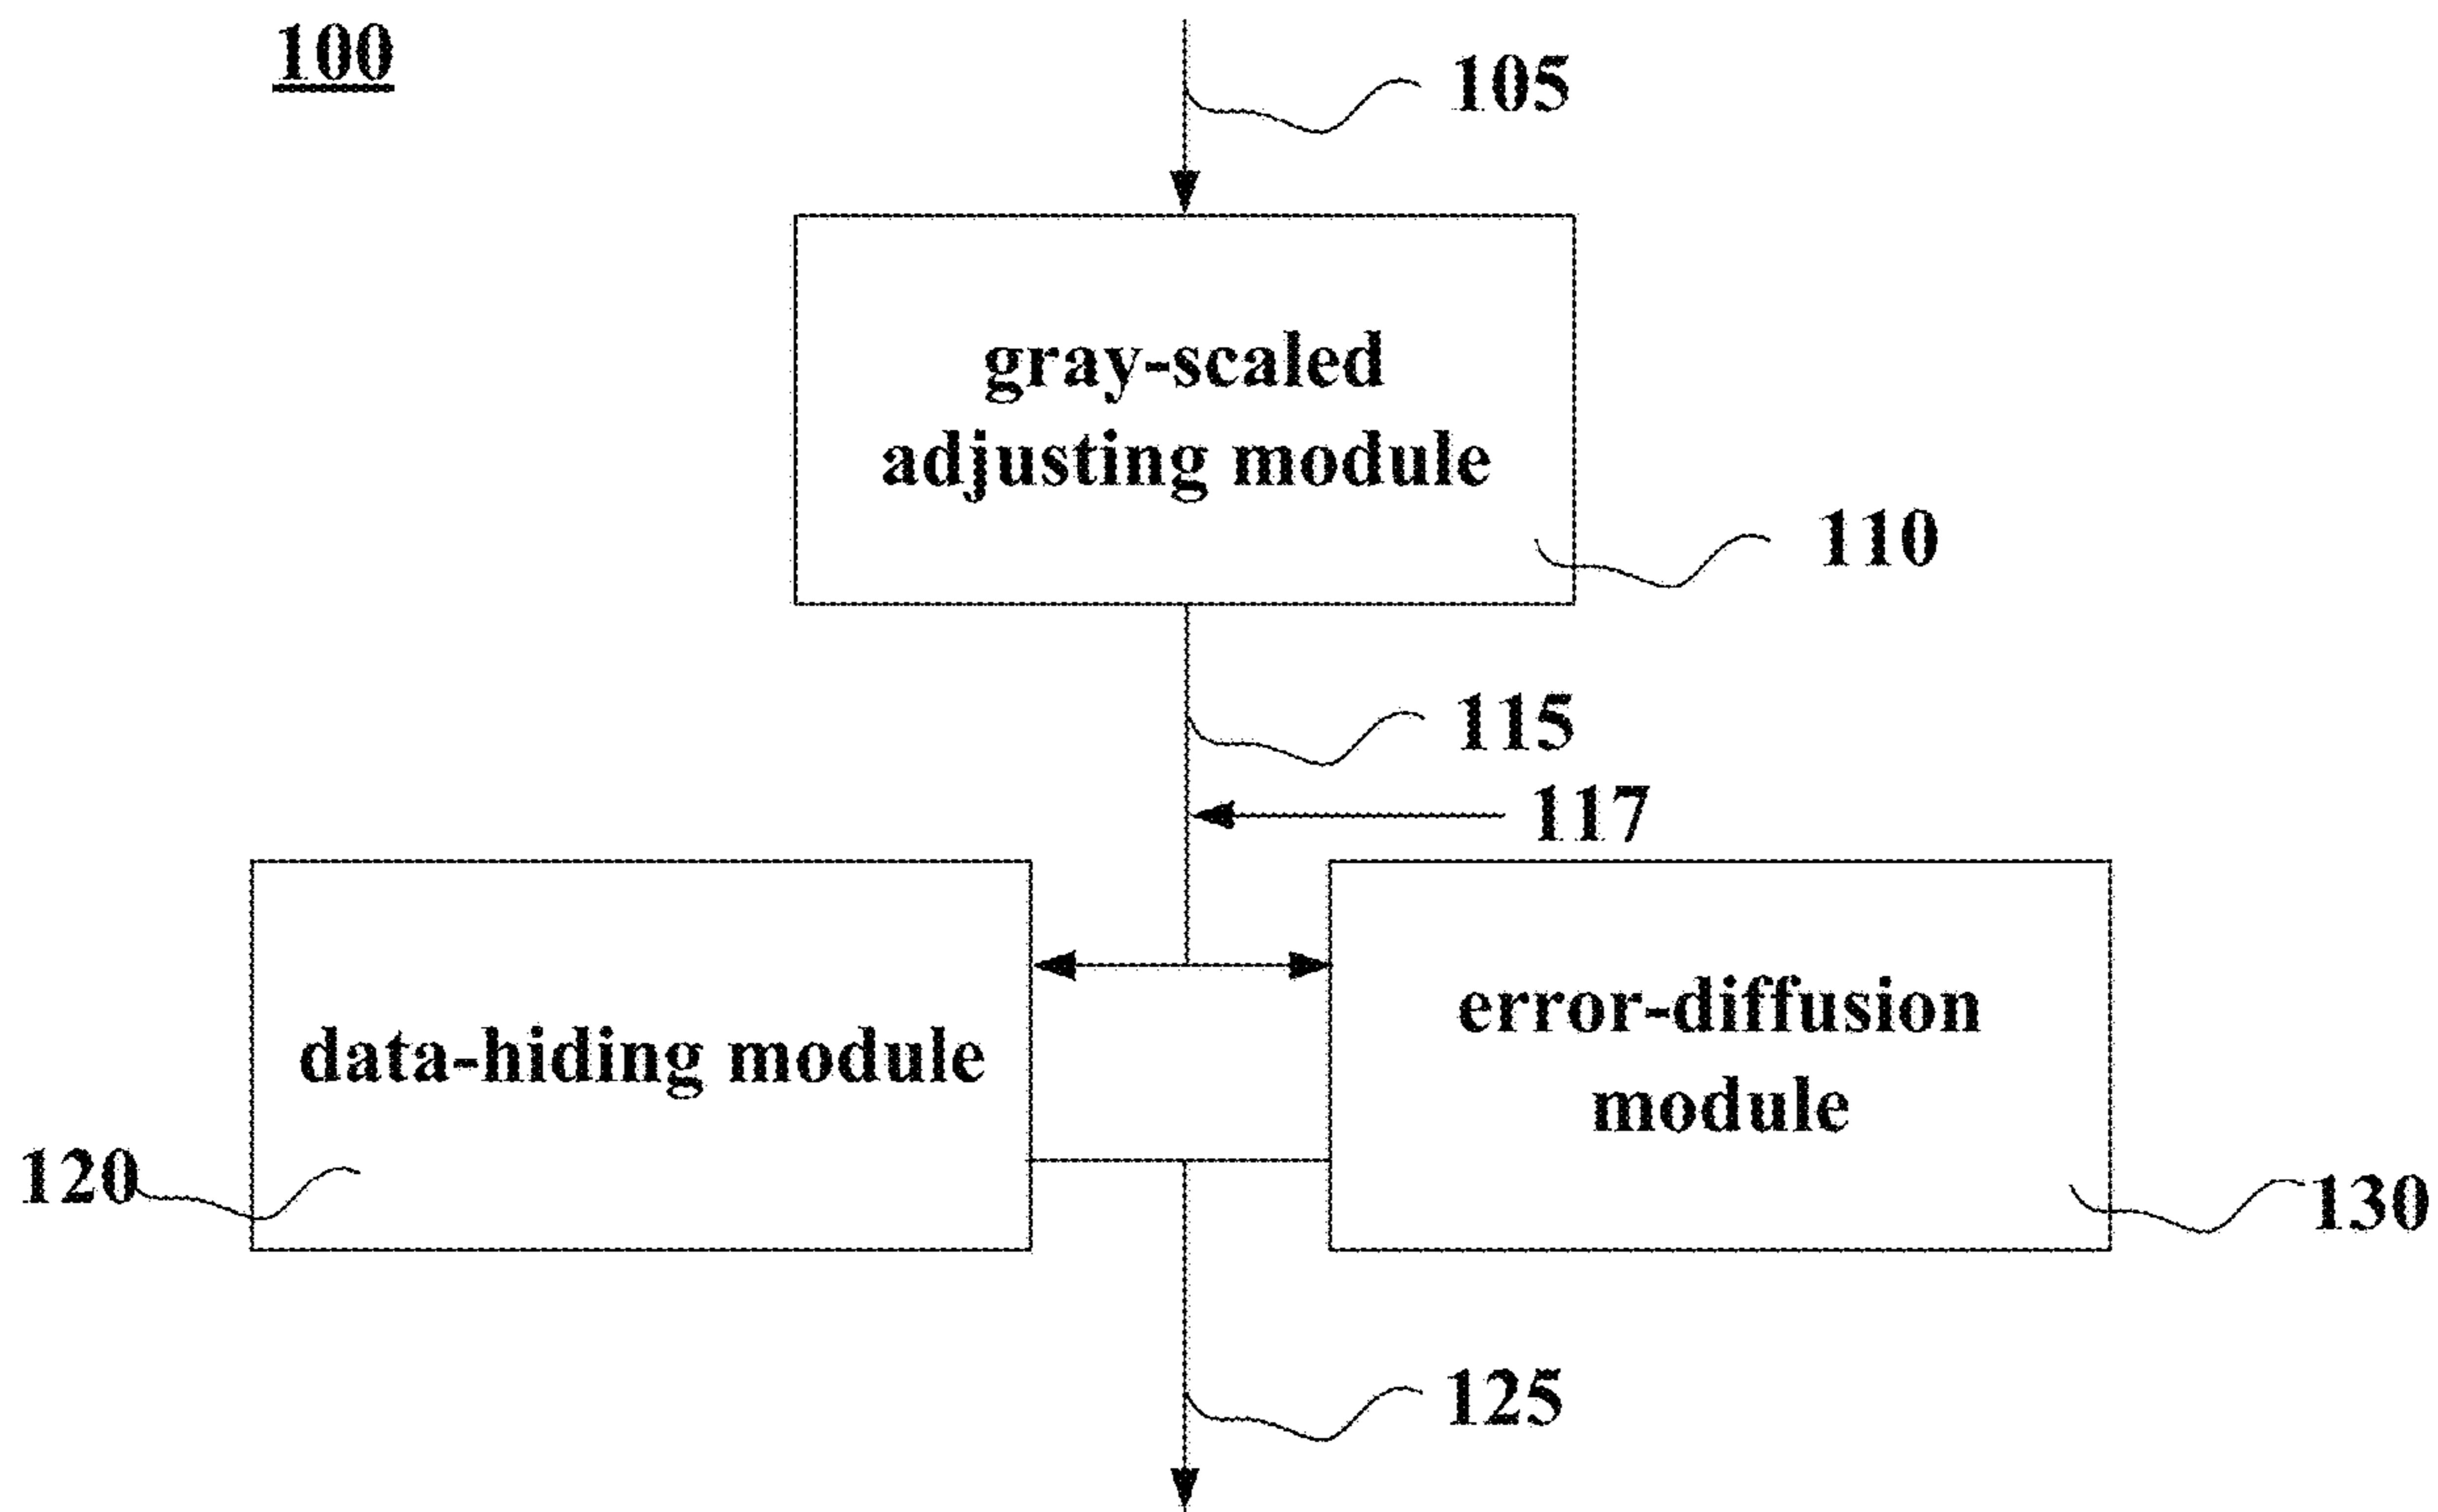 100
105
gray-scaled
adjusting module
110
115
117
data-hiding module
error-diffusion
module
120
130
125